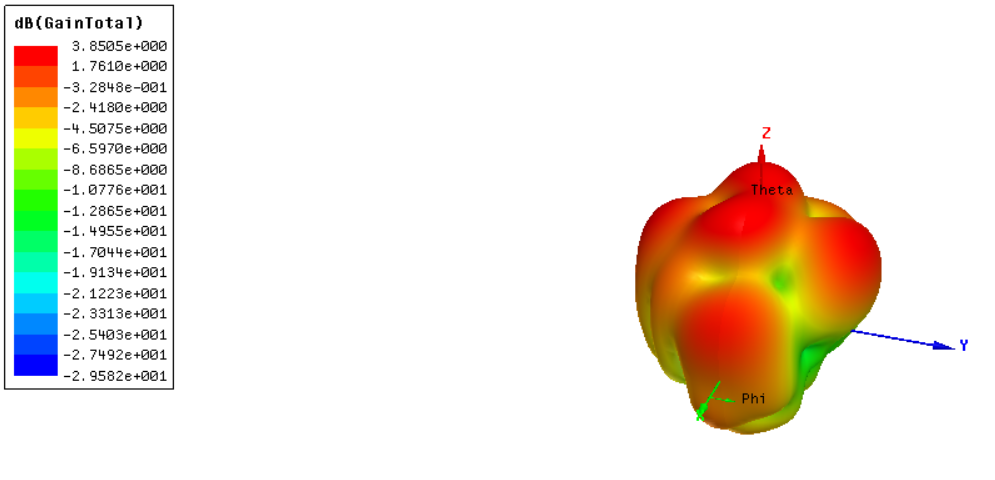 dB(GainTotal)
3.8505e+000
1.7610e+000
-3.2848e-001
-2.4180e+000
-4.5075e+000
-6.5970e+000
-8.6865e+000
-1.0776e+001
-1.2865e+001
-1.4955e+001
-1.7044e+001
-1.9134e+001
-2.1223e+001
-2.3313e+001
-2.5403e+001
-2.7492e+001
-2.9582e+001
Z
Theta
Y
Phi
X